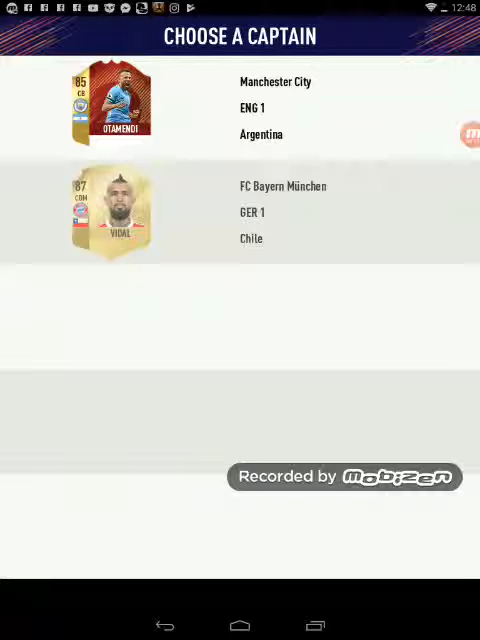 12:48
CHOOSE A CAPTAIN
85
CB
OTAMENDI
Manchester City
ENG 1
Argentina
87
CDM
VIDAL
FC Bayern München
GER 1
Chile
Recorded by mobizen